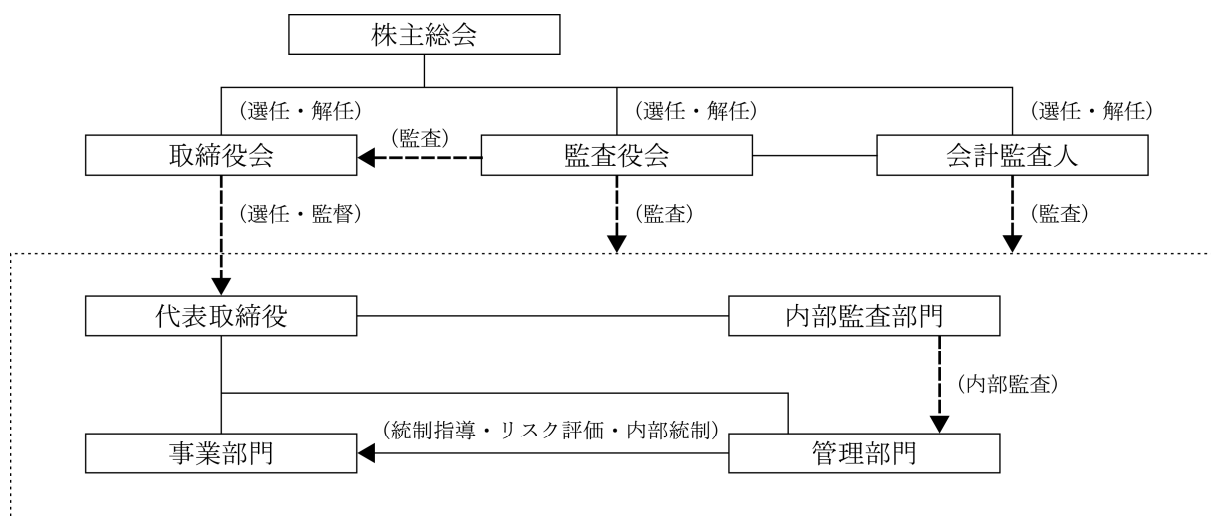 株主総会
(選任・解任)
(選任・解任)
(選任・解任)
取締役会
(監査)
監査役会
会計監査人
(選任・監督)
(監査)
(監査)
代表取締役
内部監査部門
(内部監査)
(統制指導・リスク評価・内部統制)
事業部門
管理部門